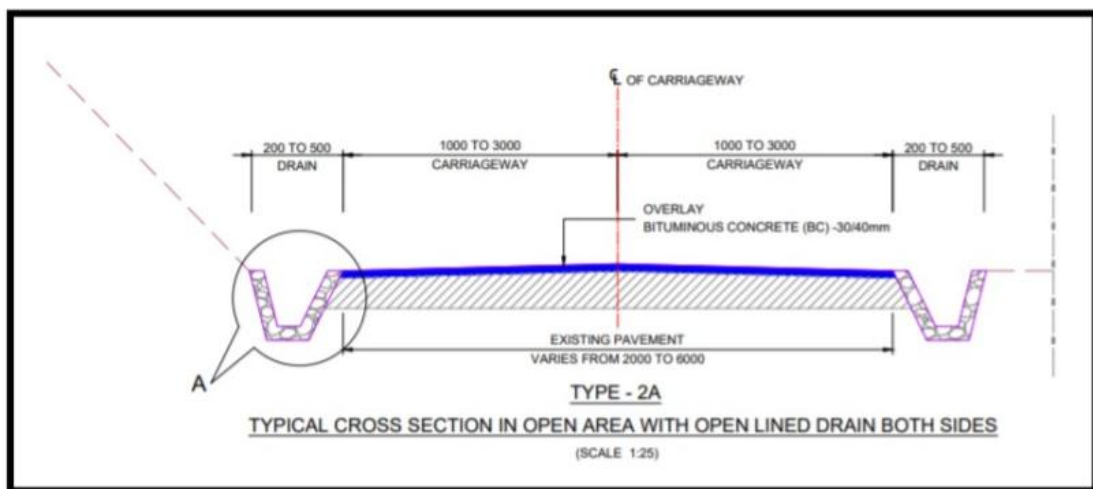 ℄ OF CARRIAGEWAY
200 TO 500
DRAIN
1000 TO 3000
CARRIAGEWAY
1000 TO 3000
CARRIAGEWAY
200 TO 500
DRAIN
OVERLAY
BITUMINOUS CONCRETE (BC) -30/40mm
EXISTING PAVEMENT
VARIES FROM 2000 TO 6000
A
TYPE - 2A
TYPICAL CROSS SECTION IN OPEN AREA WITH OPEN LINED DRAIN BOTH SIDES
(SCALE 1:25)